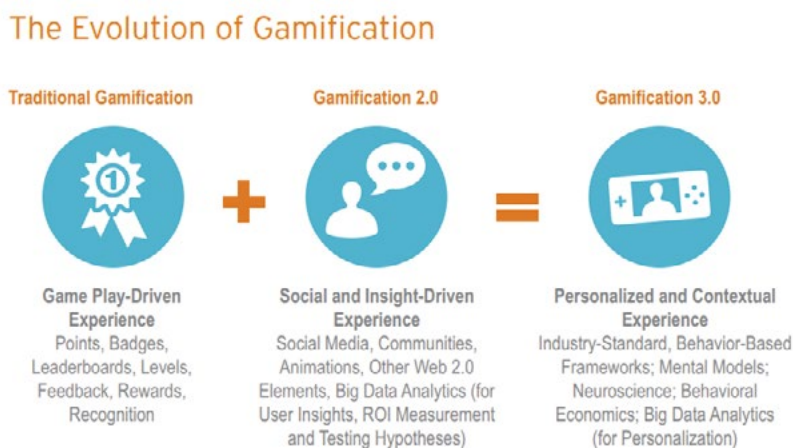 The Evolution of Gamification
Traditional Gamification
1
Game Play-Driven
Experience
Points, Badges,
Leaderboards, Levels,
Feedback, Rewards,
Recognition
+
Gamification 2.0
Social and Insight-Driven
Experience
Social Media, Communities,
Animations, Other Web 2.0
Elements, Big Data Analytics (for
User Insights, ROI Measurement
and Testing Hypotheses)
=
Gamification 3.0
Personalized and Contextual
Experience
Industry-Standard, Behavior-Based
Frameworks; Mental Models;
Neuroscience; Behavioral
Economics; Big Data Analytics
(for Personalization)